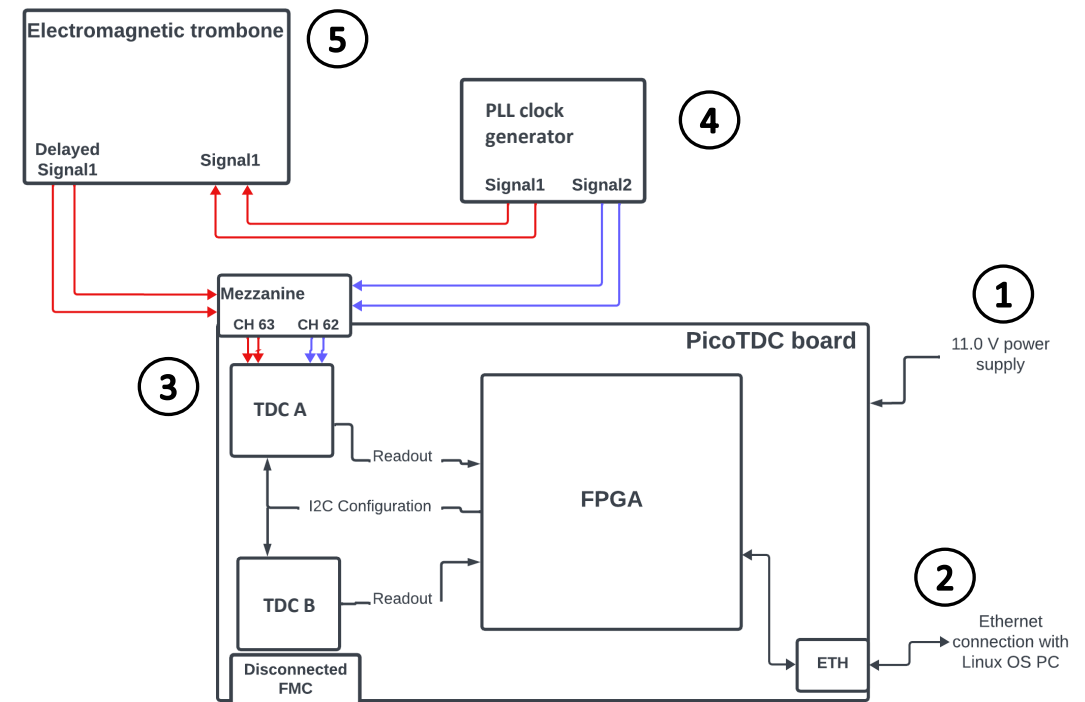 Electromagnetic trombone
5
PLL clock
generator
4
Delayed
Signal1
Signal1
Signal1
Signal2
Mezzanine
CH 63
CH 62
1
PicoTDC board
11.0 V power
supply
3
TDC A
Readout
FPGA
I2C Configuration
2
TDC B
Readout
Ethernet
connection with
Linux OS PC
ETH
Disconnected
FMC